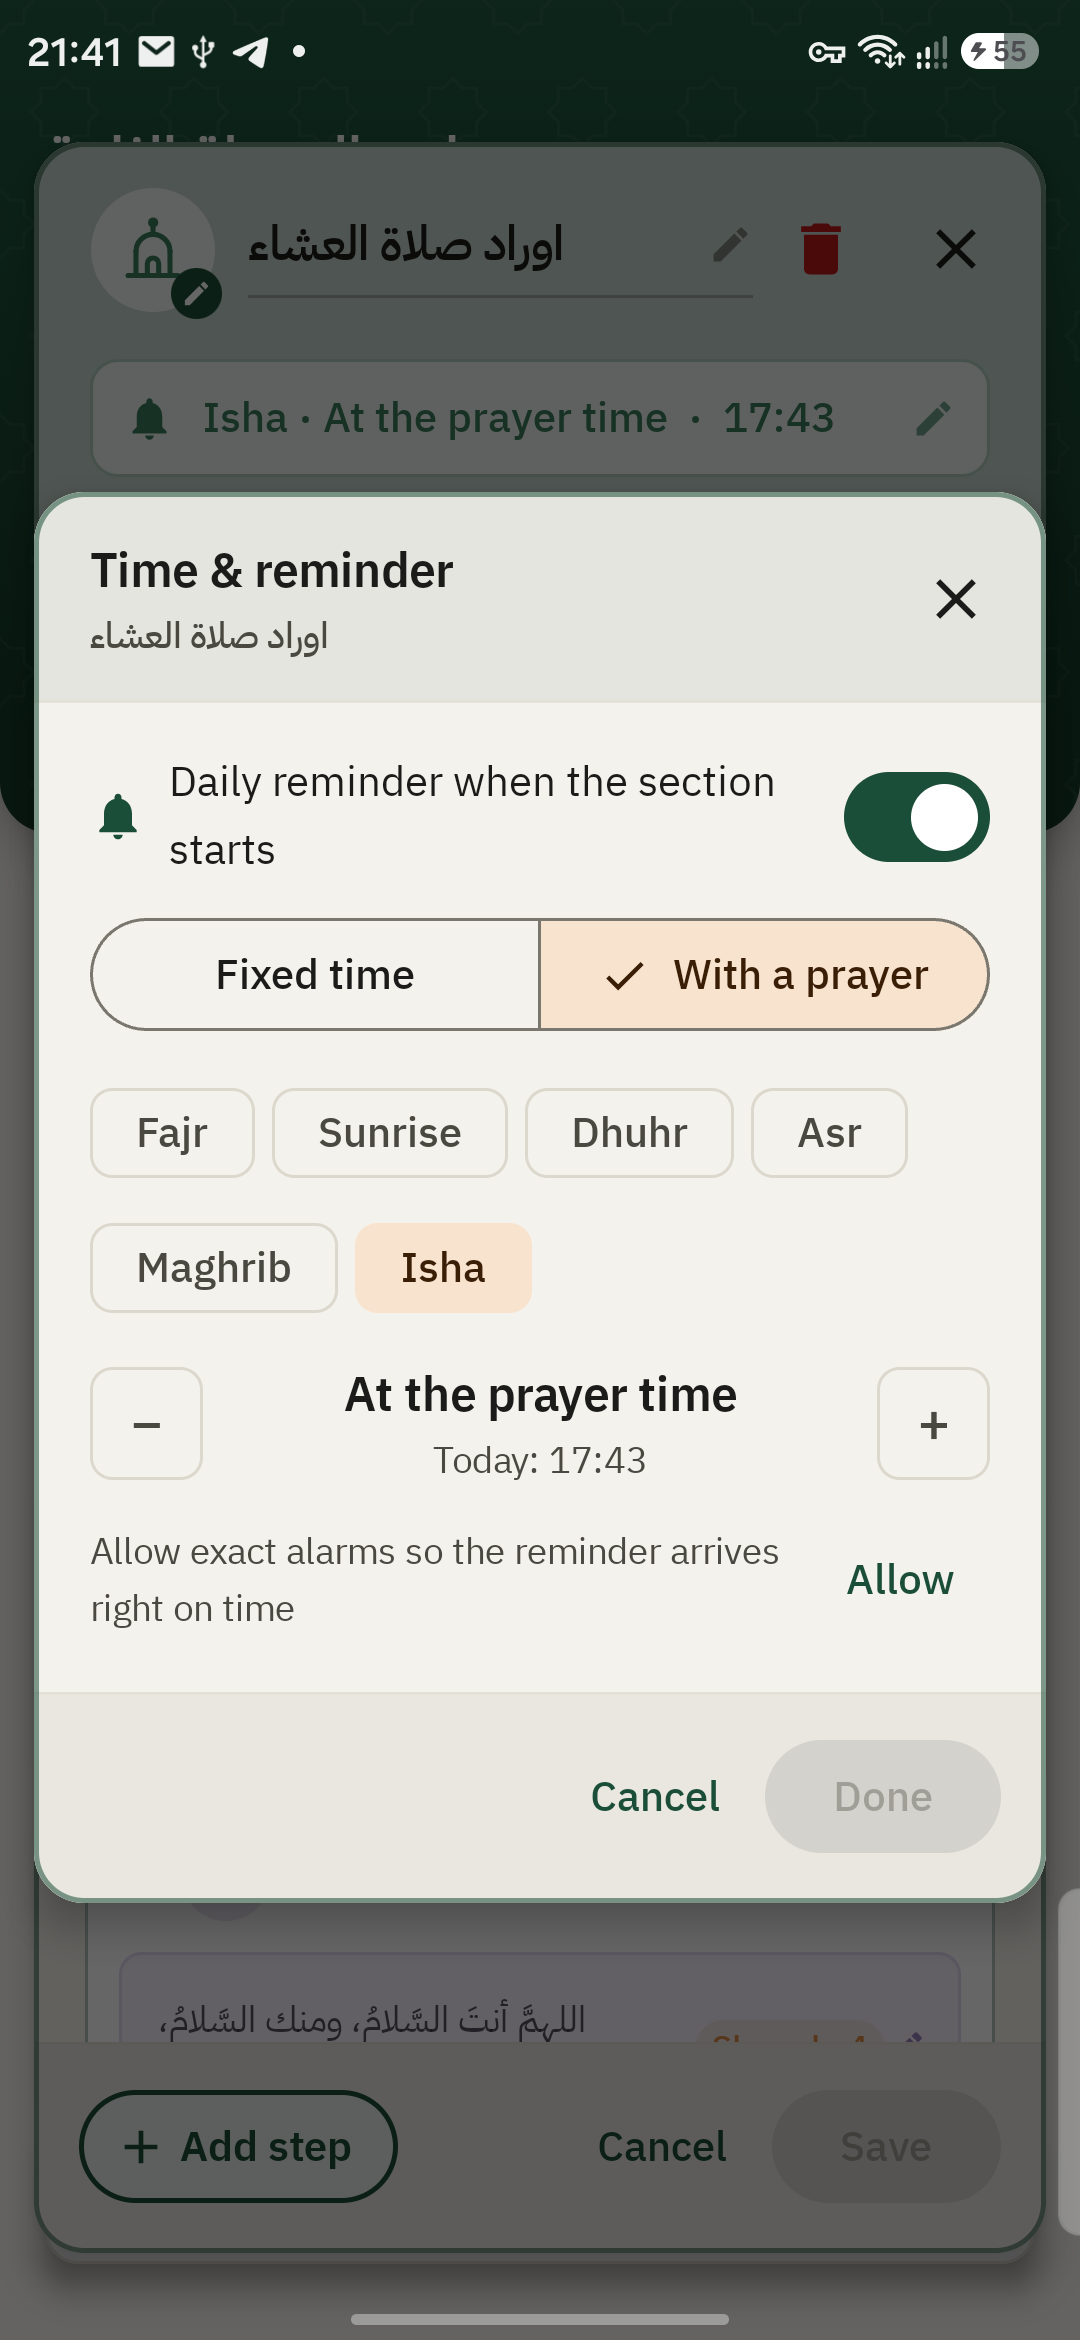 21:41
55
اوراد صلاة العشاء
Isha · At the prayer time · 17:43
Time & reminder
اوراد صلاة العشاء
Daily reminder when the section
starts
Fixed time
With a prayer
Fajr
Sunrise
Dhuhr
Asr
Maghrib
Isha
−
At the prayer time
+
Today: 17:43
Allow exact alarms so the reminder arrives
right on time
Allow
Cancel
Done
اللهمَّ أنتَ السَّلامُ، ومنك السَّلامُ،
+ Add step
Cancel
Save